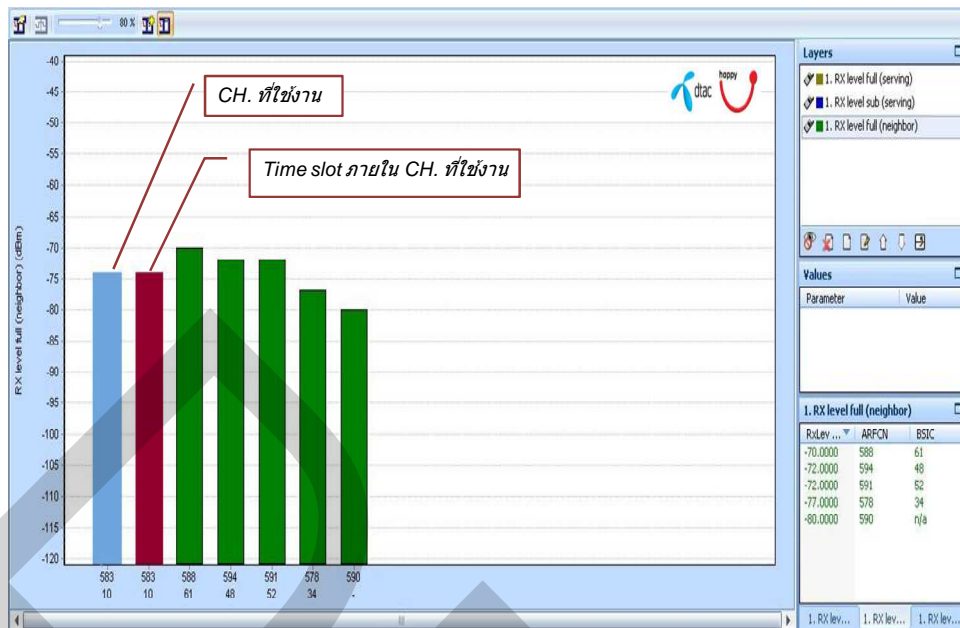 80 %
-40
-45
-50
-55
-60
-65
-70
-75
-80
-85
-90
-95
-100
-105
-110
-115
-120
RX level full (neighbor) (dBm)
CH. ที่ใช้งาน
Time slot ภายใน CH. ที่ใช้งาน
dtac
happy
583 583 588 594 591 578 590
10 10 61 48 52 34 -
Layers
1. RX level full (serving)
1. RX level sub (serving)
1. RX level full (neighbor)
Values
Parameter Value
1. RX level full (neighbor)
RxLev ... ARFCN BSIC
-70.0000 588 61
-72.0000 594 48
-72.0000 591 52
-77.0000 578 34
-80.0000 590 n/a
1. RX lev... 1. RX lev... 1. RX lev...